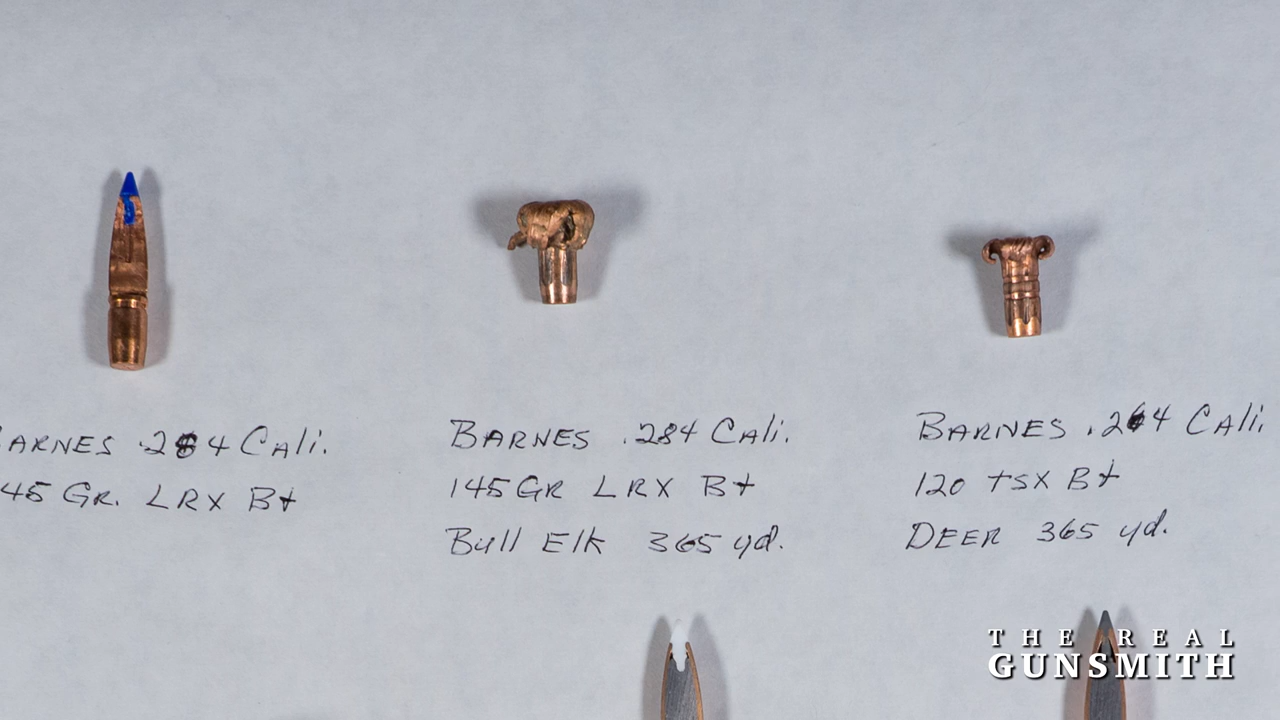 BARNES .284 Cali.
45 GR. LRX Bt
BARNES .284 Cali.
145 GR LRX Bt
Bull Elk 365 yd.
BARNES .264 Cali.
120 tSX Bt
DEER 365 yd.
THE REAL
GUNSMITH